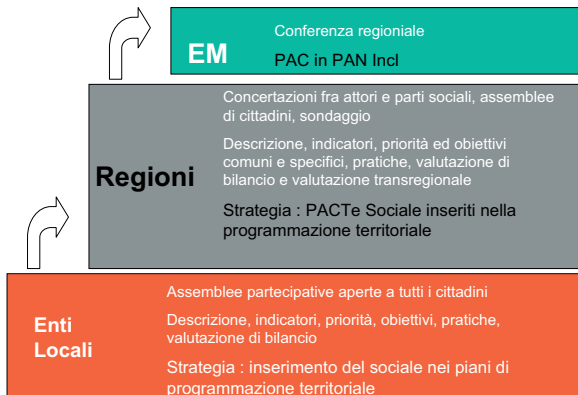 EM
Conferenza regioniale
PAC in PAN Incl
Regioni
Concertazioni fra attori e parti sociali, assemblee
di cittadini, sondaggio
Descrizione, indicatori, priorità ed obiettivi
comuni e specifici, pratiche, valutazione di
bilancio e valutazione transregionale
Strategia : PACTe Sociale inseriti nella
programmazione territoriale
Enti
Locali
Assemblee partecipative aperte a tutti i cittadini
Descrizione, indicatori, priorità, obiettivi, pratiche,
valutazione di bilancio
Strategia : inserimento del sociale nei piani di
programmazione territoriale